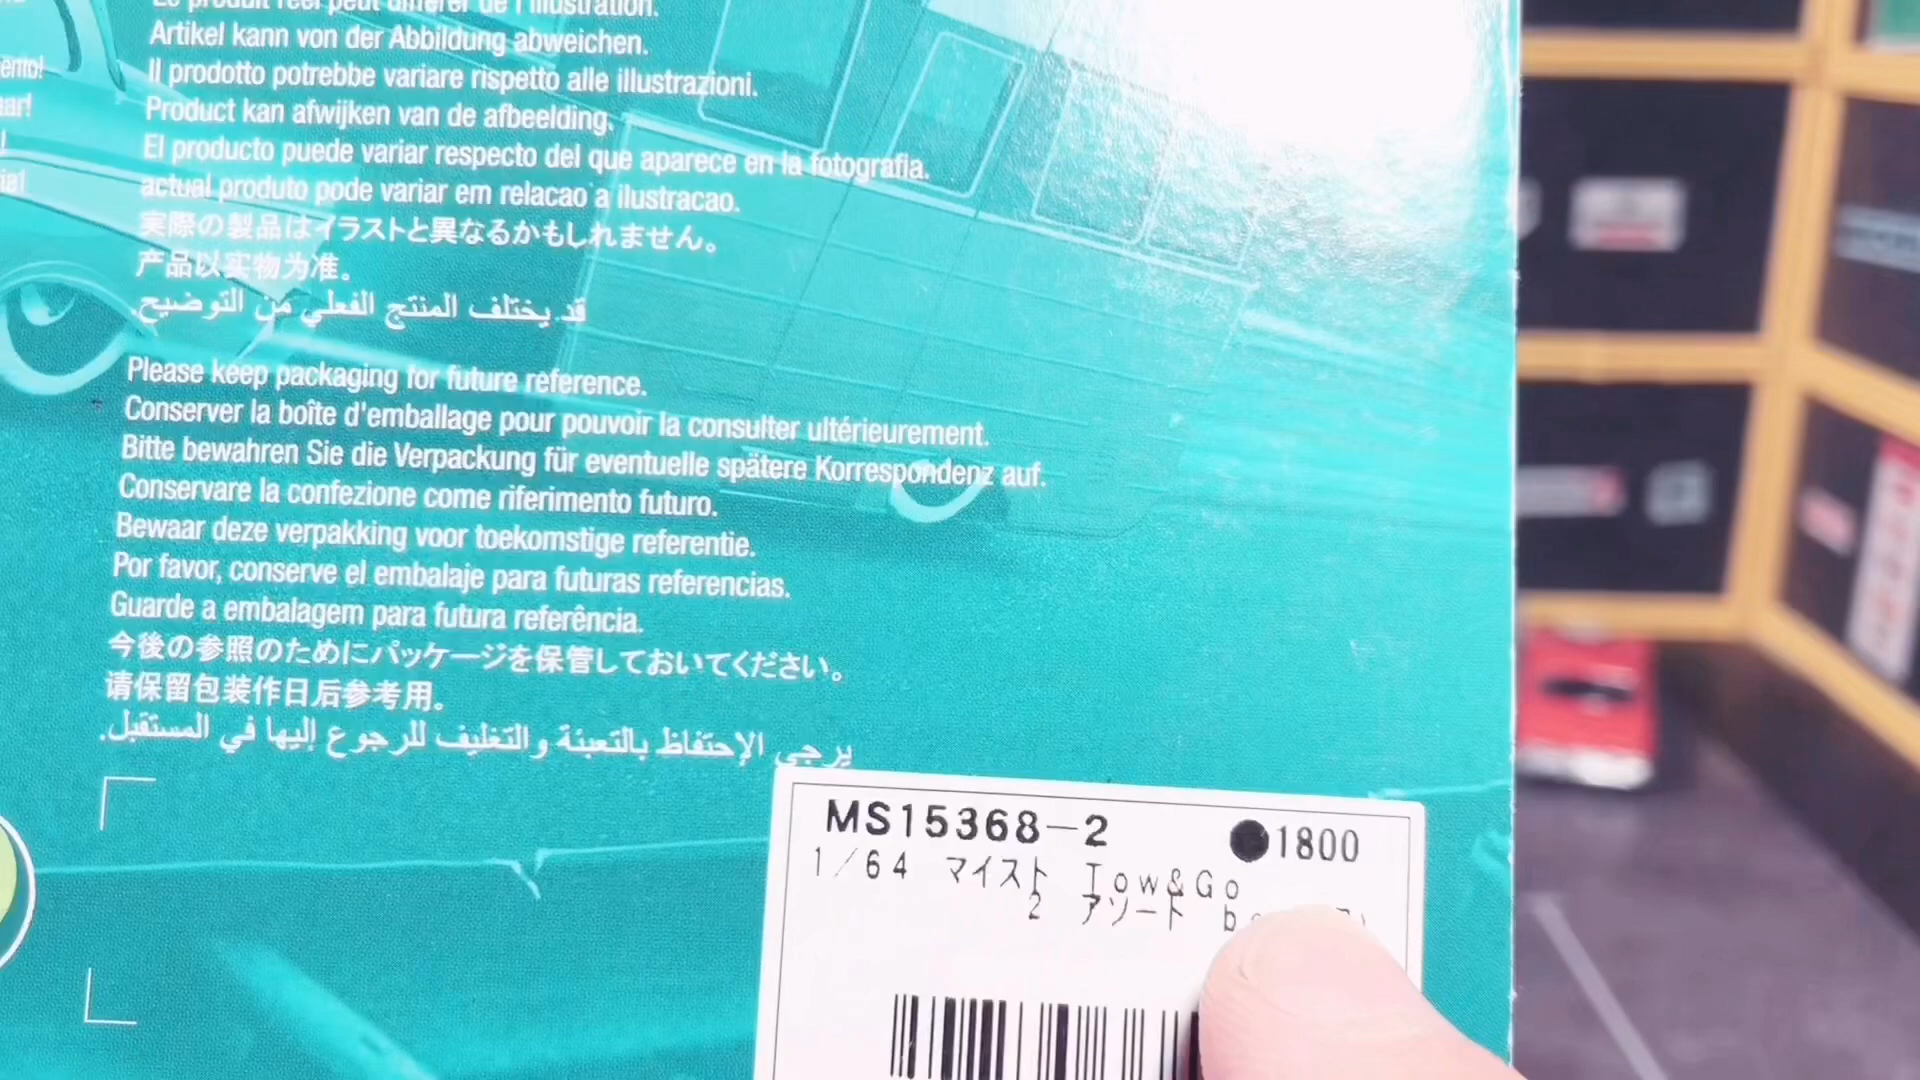 Le produit réel peut différer de l'illustration.
Artikel kann von der Abbildung abweichen.
Il prodotto potrebbe variare rispetto alle illustrazioni.
Product kan afwijken van de afbeelding.
El producto puede variar respecto del que aparece en la fotografia.
actual produto pode variar em relacao a ilustracao.
実際の製品はイラストと異なるかもしれません。
产品以实物为准。
قد يختلف المنتج الفعلي من التوضيح.
Please keep packaging for future reference.
Conserver la boîte d'emballage pour pouvoir la consulter ultérieurement.
Bitte bewahren Sie die Verpackung für eventuelle spätere Korrespondenz auf.
Conservare la confezione come riferimento futuro.
Bewaar deze verpakking voor toekomstige referentie.
Por favor, conserve el embalaje para futuras referencias.
Guarde a embalagem para futura referência.
今後の参照のためにパッケージを保管しておいてください。
请保留包装作日后参考用。
يرجى الإحتفاظ بالتعبئة والتغليف للرجوع إليها في المستقبل.
MS15368-2 ●1800
1/64 マイスト Tow&Go
2 アソート